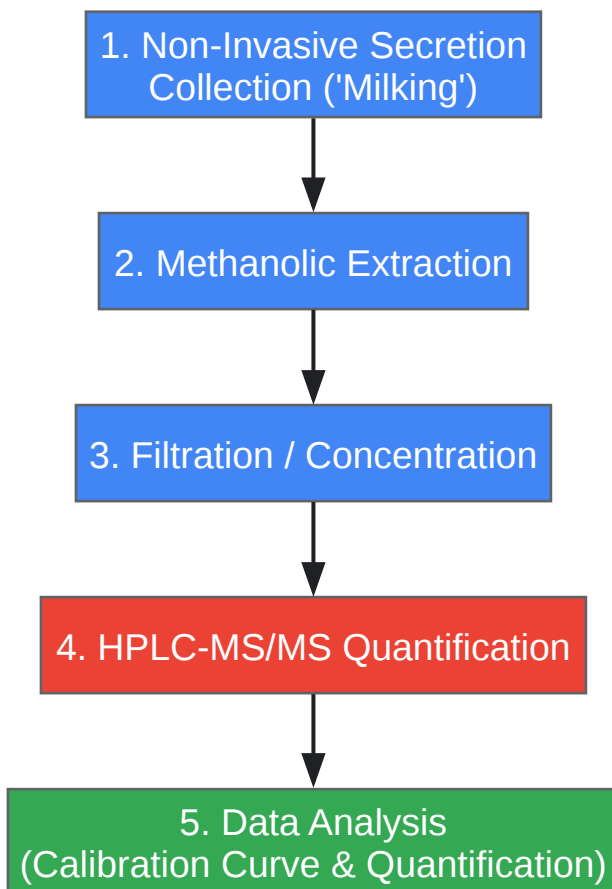 1. Non-Invasive Secretion
Collection ('Milking')
2. Methanolic Extraction
3. Filtration / Concentration
4. HPLC-MS/MS Quantification
5. Data Analysis
(Calibration Curve & Quantification)